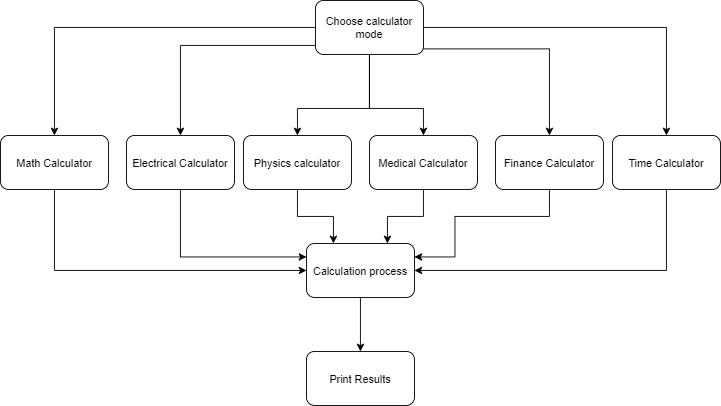 Choose calculator
mode
Math Calculator
Electrical Calculator
Physics calculator
Medical Calculator
Finance Calculator
Time Calculator
Calculation process
Print Results